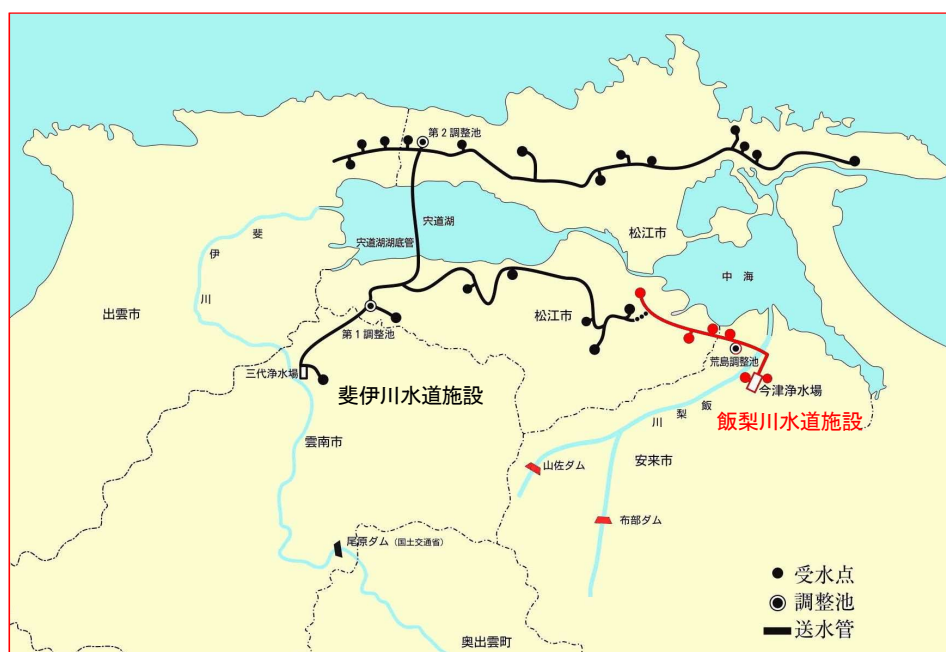 第2調整池
宍道湖
宍道湖湖底管
斐
伊
川
松江市
中海
出雲市
第1調整池
松江市
荒島調整池
三代浄水場
今津浄水場
斐伊川水道施設
飯梨川水道施設
飯
梨
川
雲南市
安来市
山佐ダム
布部ダム
尾原ダム(国土交通省)
奥出雲町
受水点
調整池
送水管